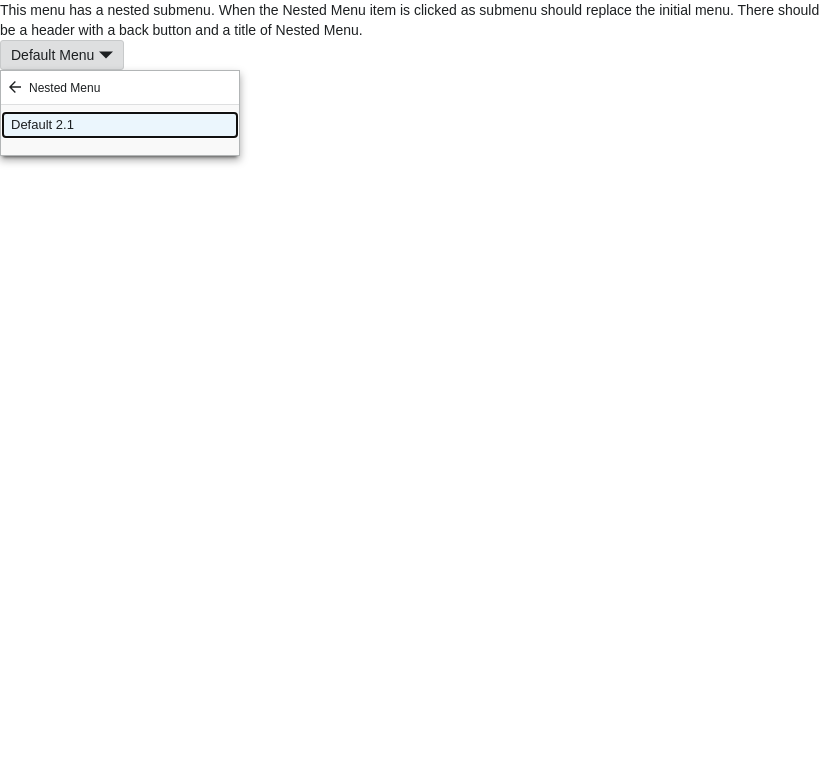 This menu has a nested submenu. When the Nested Menu item is clicked as submenu should replace the initial menu. There should
be a header with a back button and a title of Nested Menu.
Default Menu
Nested Menu
Default 2.1